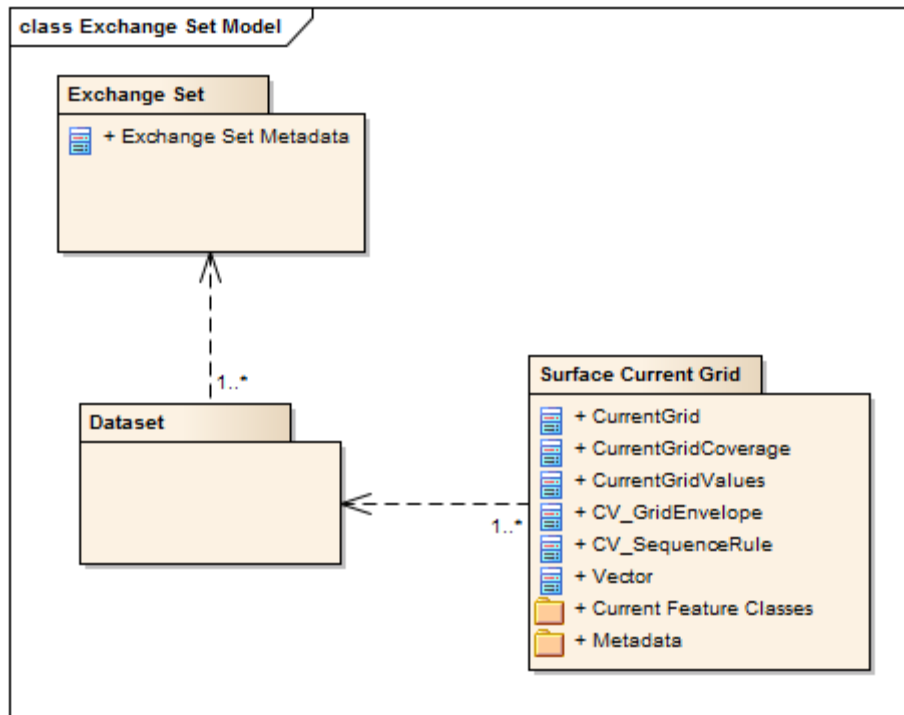 class Exchange Set Model
Exchange Set
+ Exchange Set Metadata
1..*
Dataset
1..*
Surface Current Grid
+ CurrentGrid
+ CurrentGridCoverage
+ CurrentGridValues
+ CV_GridEnvelope
+ CV_SequenceRule
+ Vector
+ Current Feature Classes
+ Metadata